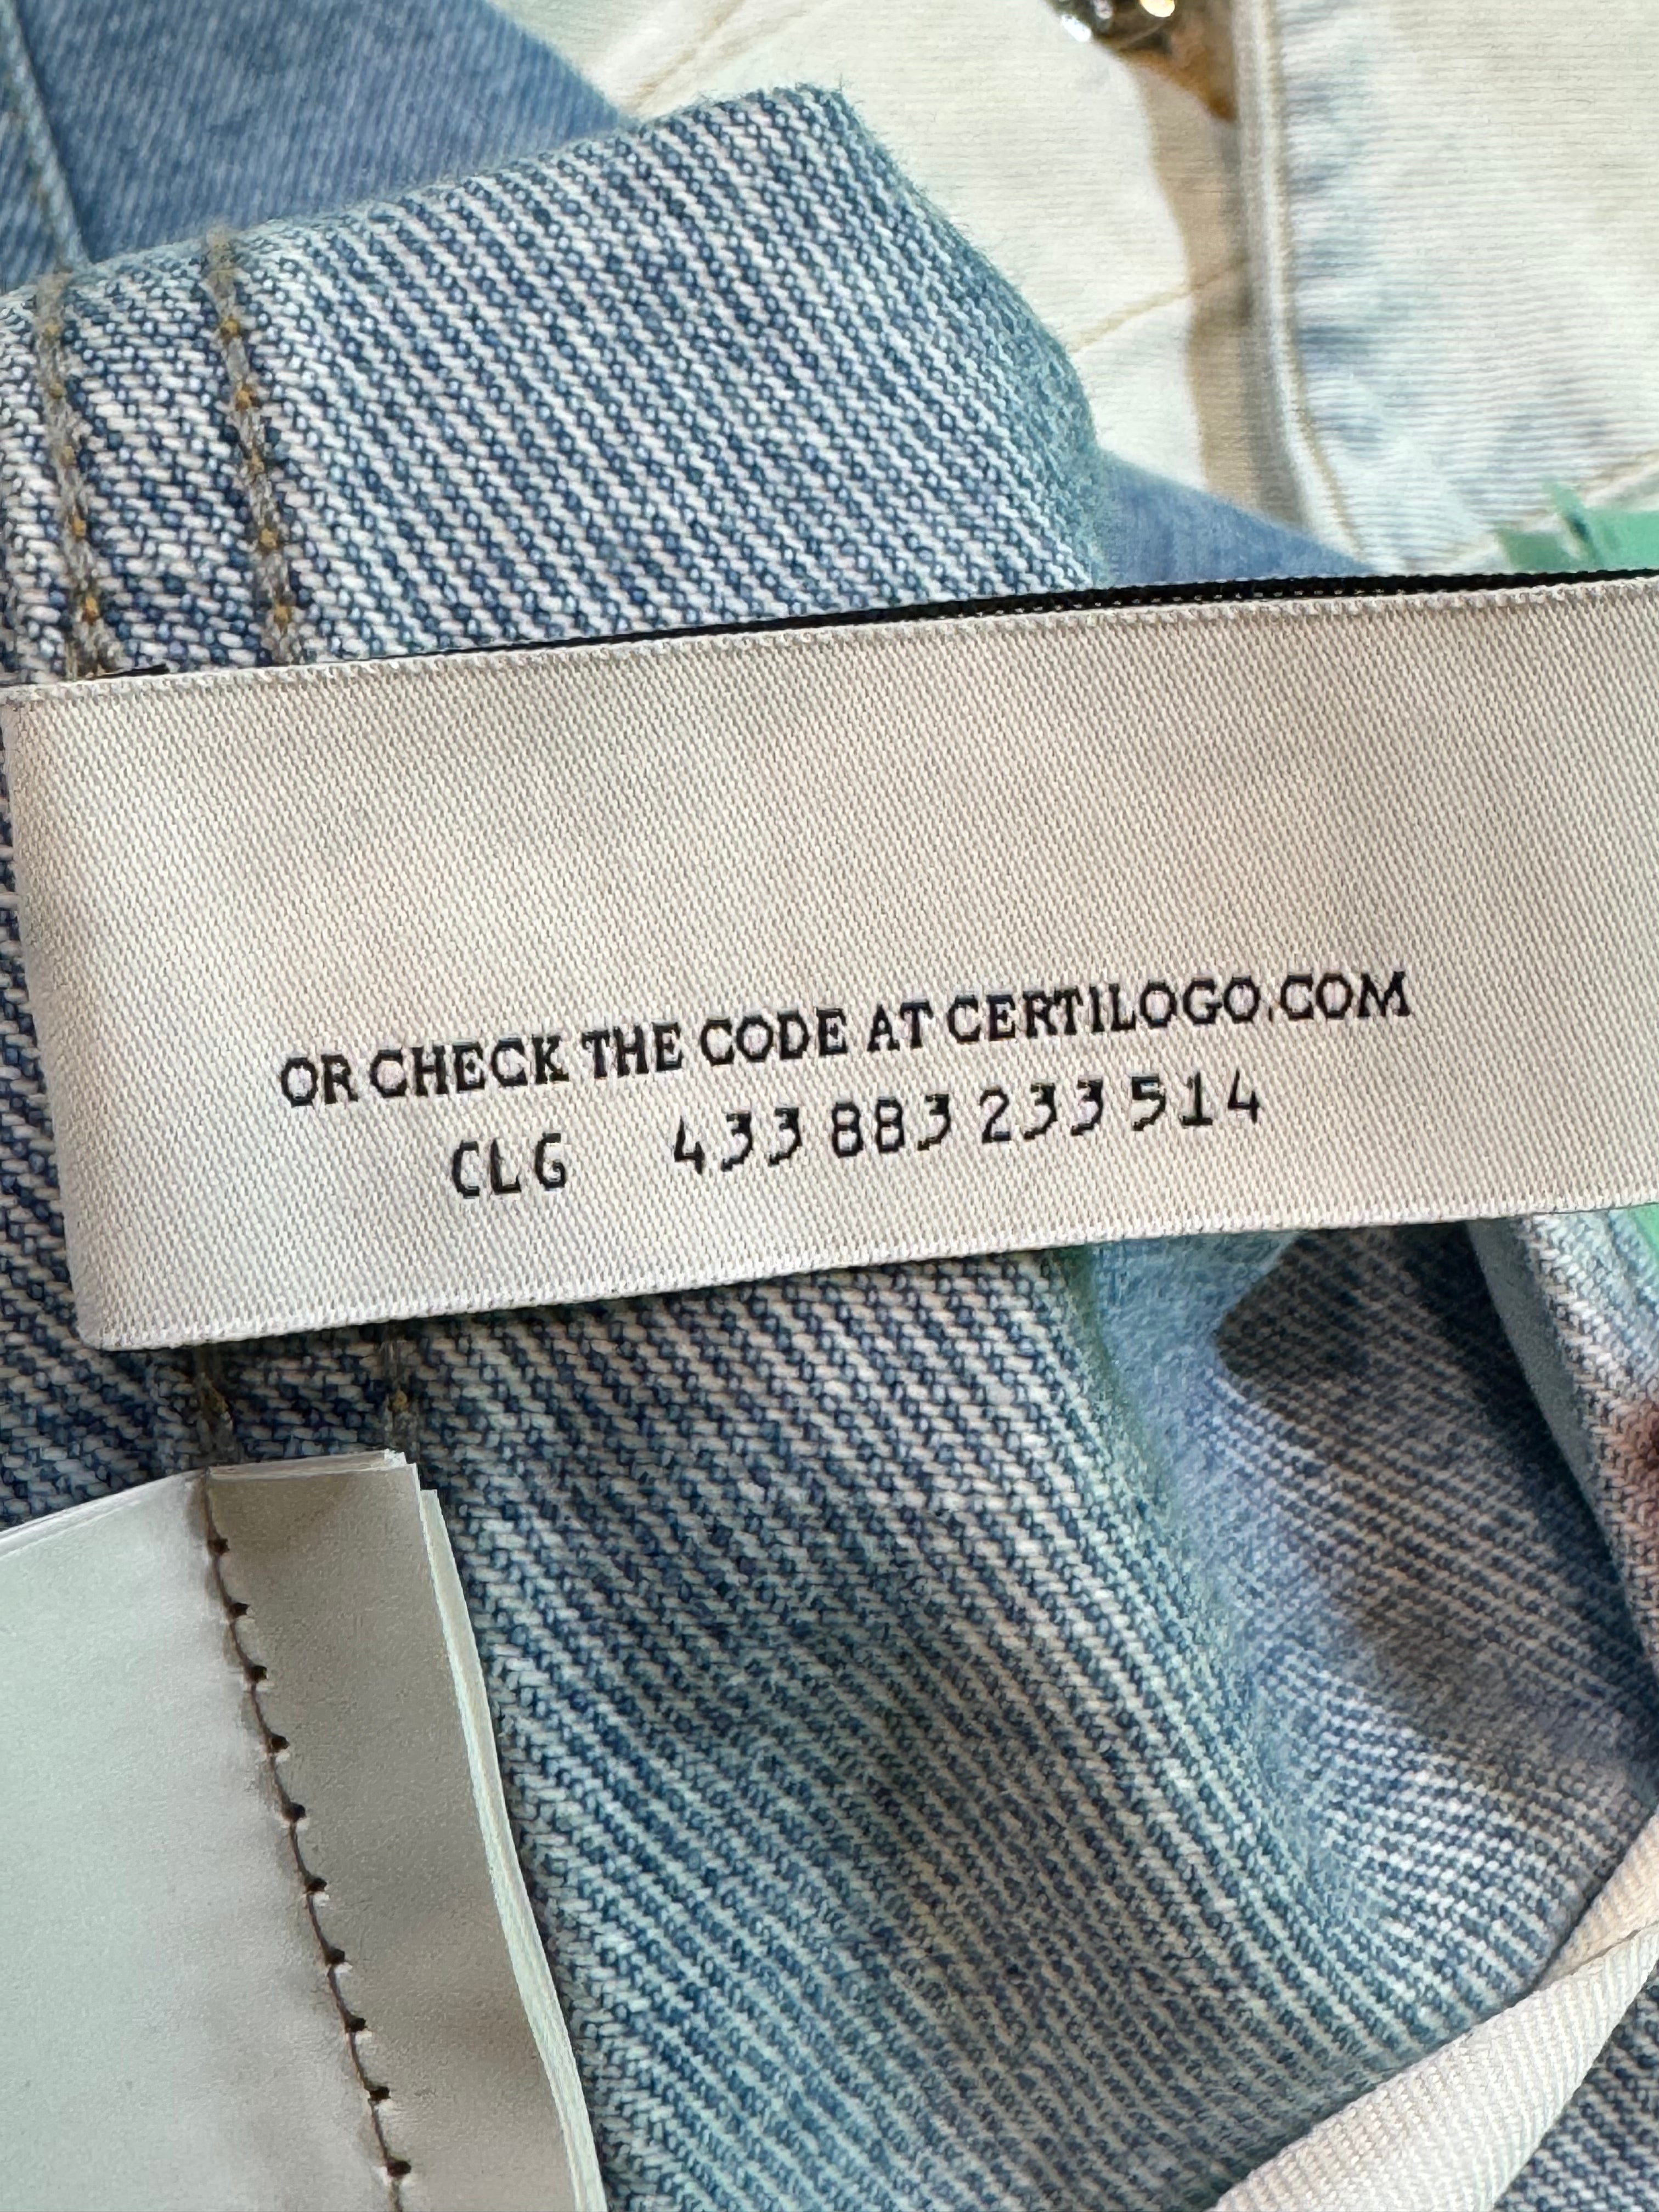 OR CHECK THE CODE AT CERTILOGO.COM
CLG 433 883 233 514